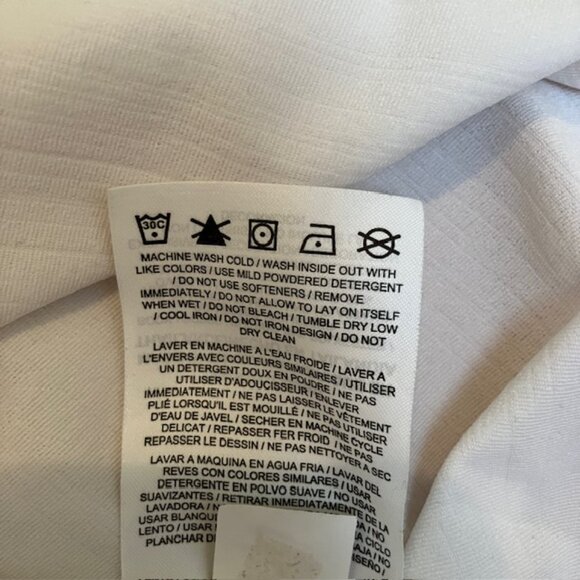 30C
MACHINE WASH COLD / WASH INSIDE OUT WITH
LIKE COLORS / USE MILD POWDERED DETERGENT
/ DO NOT USE SOFTENERS / REMOVE
IMMEDIATELY / DO NOT ALLOW TO LAY ON ITSELF
WHEN WET / DO NOT BLEACH / TUMBLE DRY LOW
/ COOL IRON / DO NOT IRON DESIGN / DO NOT
DRY CLEAN
LAVER EN MACHINE À L'EAU FROIDE / LAVER A
L'ENVERS AVEC COULEURS SIMILAIRES / UTILISER
UN DETERGENT DOUX EN POUDRE / NE PAS
UTILISER D'ADOUCISSEUR / ENLEVER
IMMEDIATEMENT / NE PAS LAISSER LE VÊTEMENT
PLIÉ LORSQU'IL EST MOUILLÉ / NE PAS UTILISER
D'EAU DE JAVEL / SECHER EN MACHINE CYCLE
DELICAT / REPASSER FER FROID / NE PAS
REPASSER LE DESSIN / NE PAS NETTOYER A SEC
LAVAR A MAQUINA EN AGUA FRIA / LAVAR DEL
REVES CON COLORES SIMILARES / USAR
DETERGENTE EN POLVO SUAVE / NO USAR
SUAVIZANTES / RETIRAR INMEDIATAMENTE DE LA
LAVADORA / N
USAR BLANQU CICLO
LENTO / USAR BAJA / NO
PLANCHAR D DISEÑO /